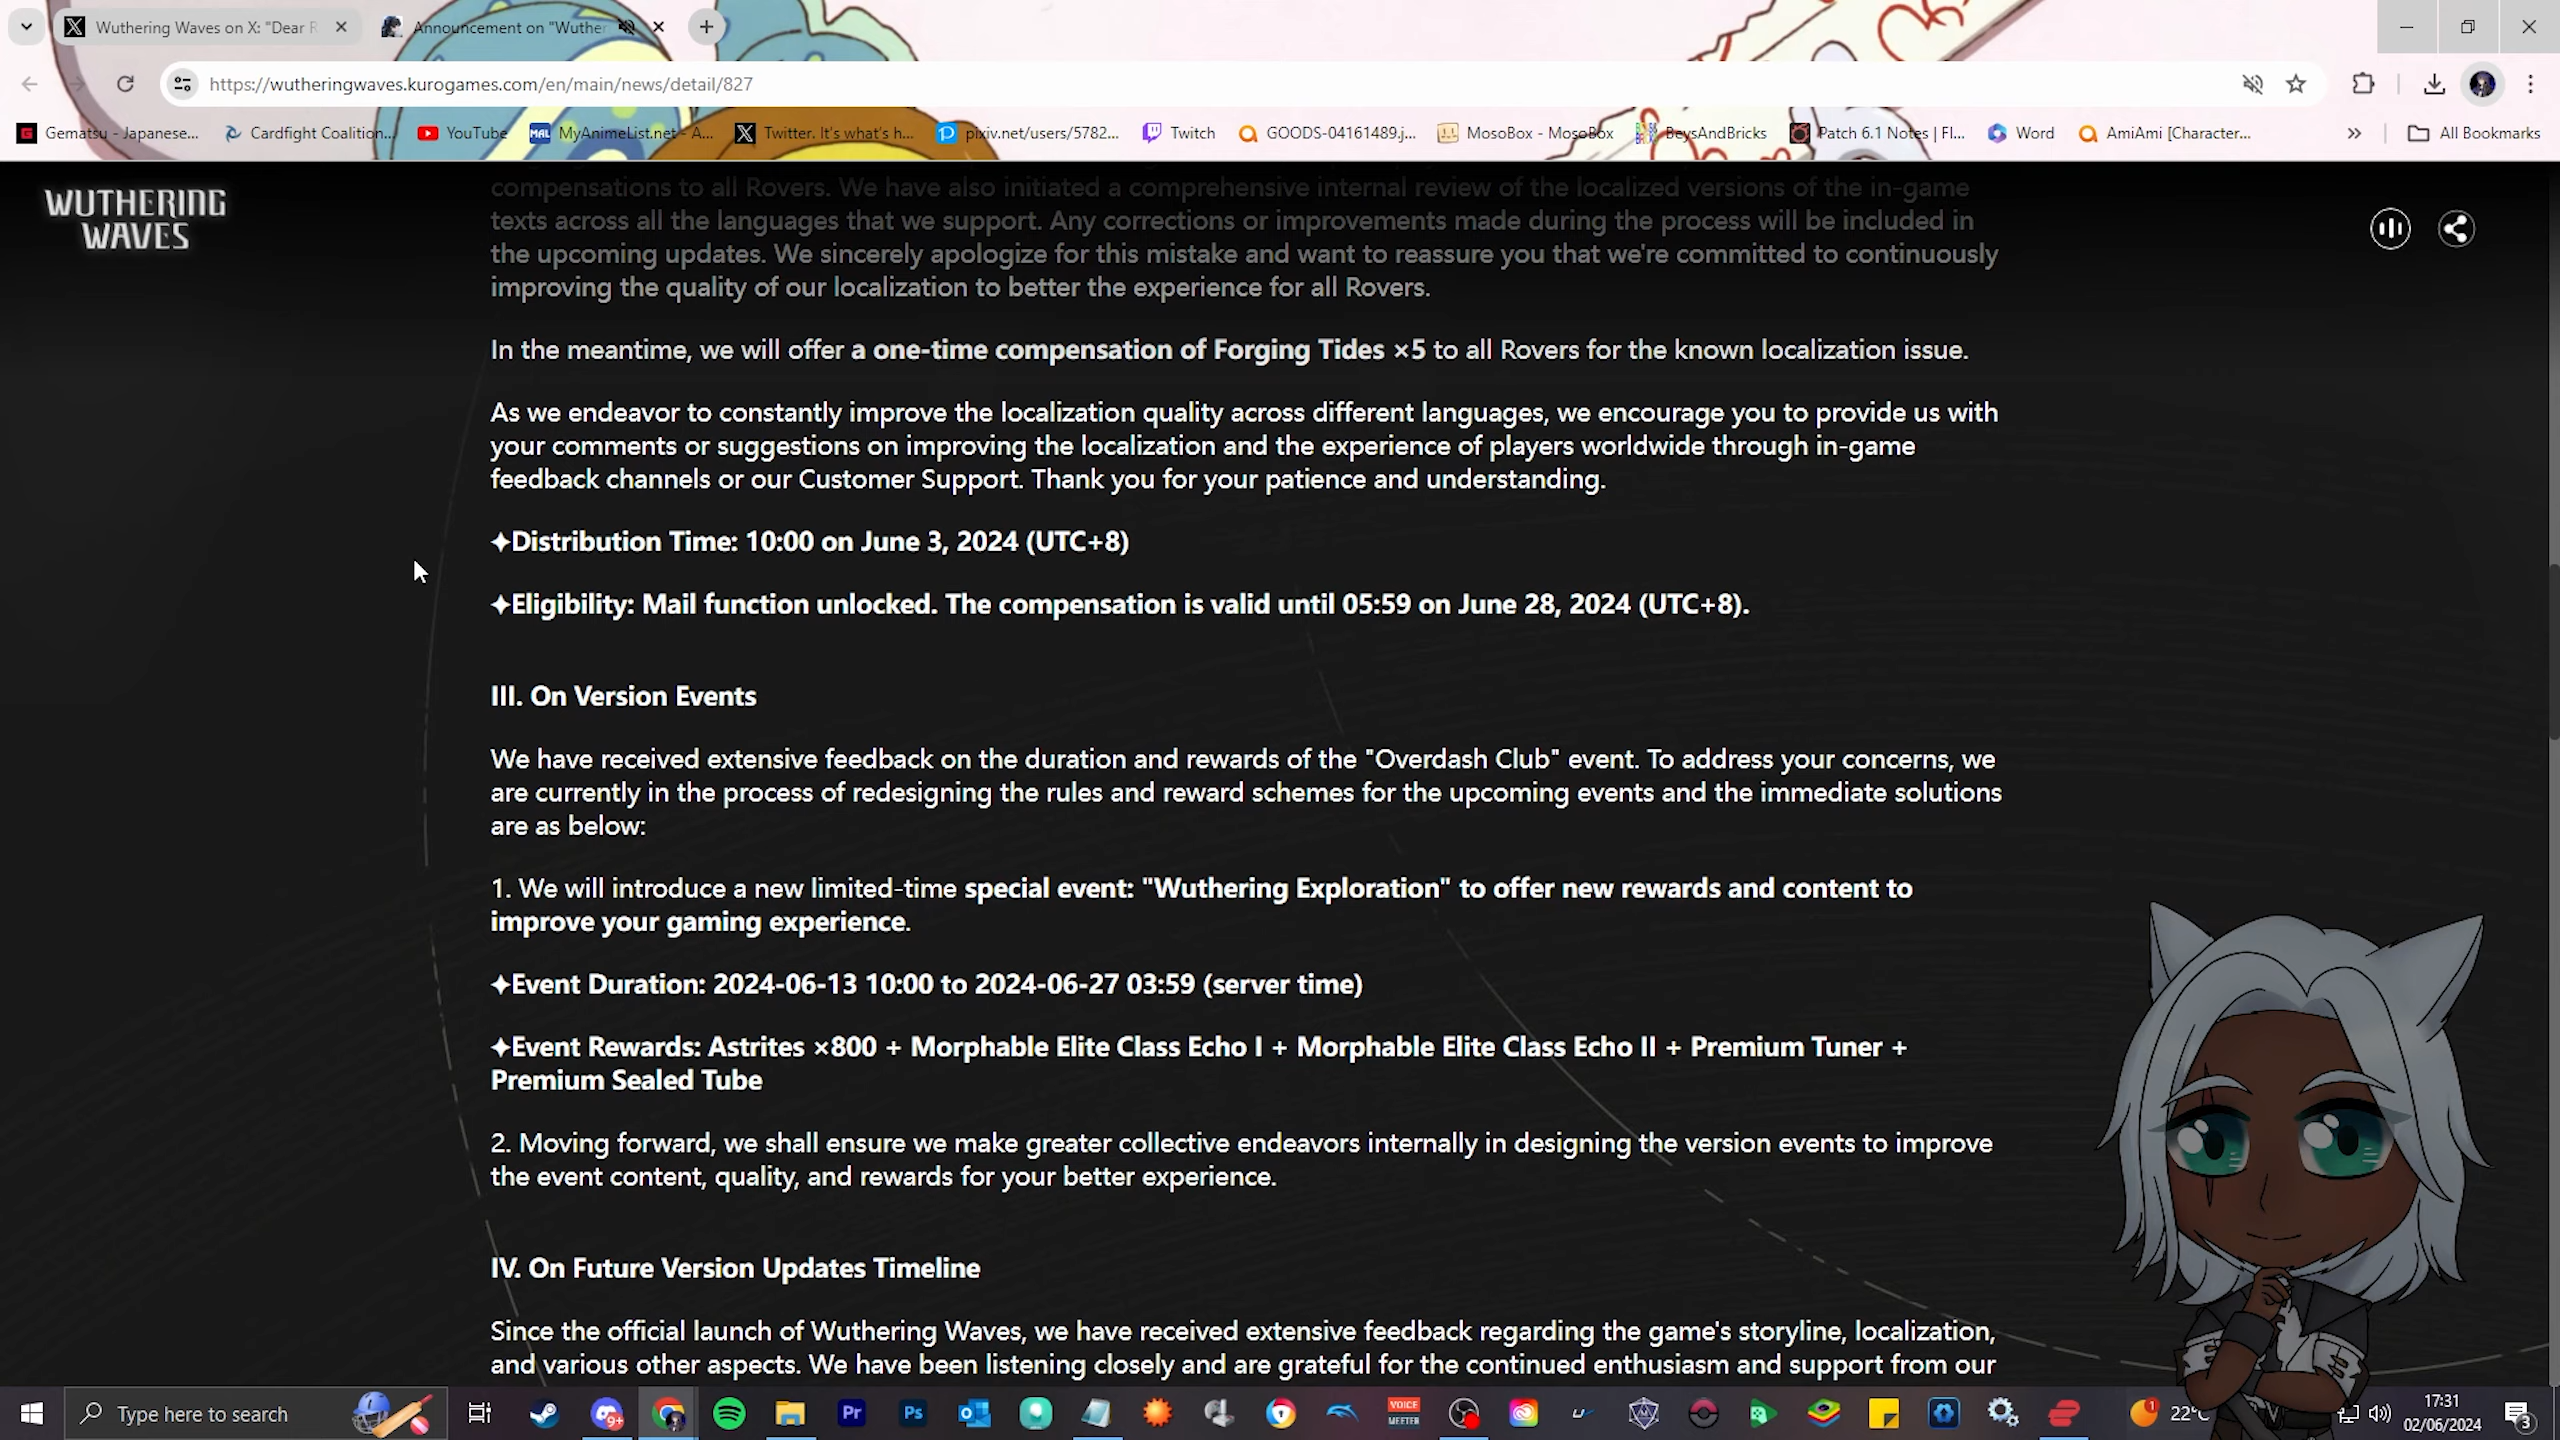 Wuthering Waves on X: "Dear R
Announcement on "Wuther
https://wutheringwaves.kurogames.com/en/main/news/detail/827
Gematsu - Japanese...
Cardfight Coalition...
YouTube
MyAnimeList.net - A...
Twitter. It's what's h...
pixiv.net/users/5782...
Twitch
GOODS-04161489.j...
MosoBox - MosoBox
BeysAndBricks
Patch 6.1 Notes | Fl...
Word
AmiAmi [Character...
All Bookmarks
WUTHERING
WAVES
compensations to all Rovers. We have also initiated a comprehensive internal review of the localized versions of the in-game
texts across all the languages that we support. Any corrections or improvements made during the process will be included in
the upcoming updates. We sincerely apologize for this mistake and want to reassure you that we're committed to continuously
improving the quality of our localization to better the experience for all Rovers.
In the meantime, we will offer a one-time compensation of Forging Tides ×5 to all Rovers for the known localization issue.
As we endeavor to constantly improve the localization quality across different languages, we encourage you to provide us with
your comments or suggestions on improving the localization and the experience of players worldwide through in-game
feedback channels or our Customer Support. Thank you for your patience and understanding.
✦Distribution Time: 10:00 on June 3, 2024 (UTC+8)
✦Eligibility: Mail function unlocked. The compensation is valid until 05:59 on June 28, 2024 (UTC+8).
III. On Version Events
We have received extensive feedback on the duration and rewards of the "Overdash Club" event. To address your concerns, we
are currently in the process of redesigning the rules and reward schemes for the upcoming events and the immediate solutions
are as below:
1. We will introduce a new limited-time special event: "Wuthering Exploration" to offer new rewards and content to
improve your gaming experience.
✦Event Duration: 2024-06-13 10:00 to 2024-06-27 03:59 (server time)
✦Event Rewards: Astrites ×800 + Morphable Elite Class Echo I + Morphable Elite Class Echo II + Premium Tuner +
Premium Sealed Tube
2. Moving forward, we shall ensure we make greater collective endeavors internally in designing the version events to improve
the event content, quality, and rewards for your better experience.
IV. On Future Version Updates Timeline
Since the official launch of Wuthering Waves, we have received extensive feedback regarding the game's storyline, localization,
and various other aspects. We have been listening closely and are grateful for the continued enthusiasm and support from our
Type here to search
9+
Pr
Ps
VOICE
MEETER
1
22°C
17:31
02/06/2024
3